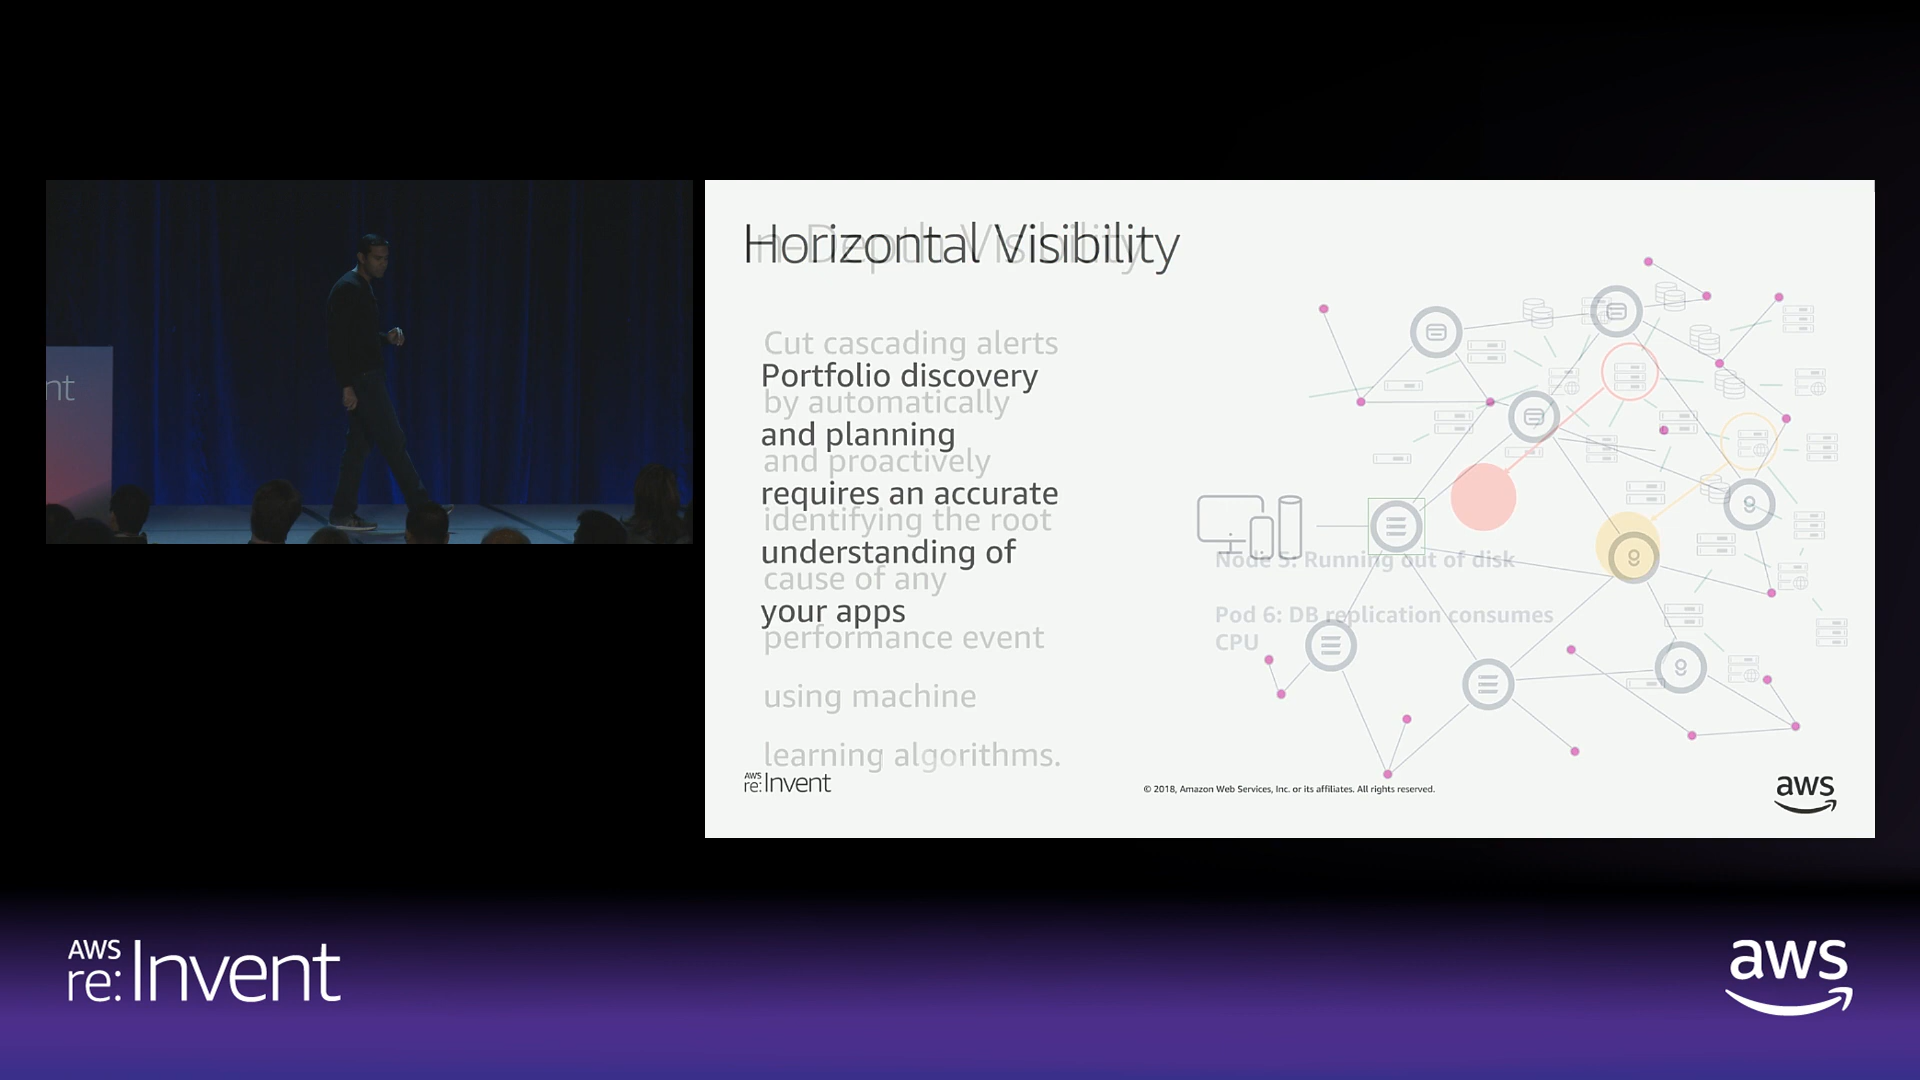 nt
Horizontal Visibility
In-Depth Visibility
Cut cascading alerts
by automatically
and proactively
identifying the root
cause of any
performance event
using machine
learning algorithms.
Portfolio discovery
and planning
requires an accurate
understanding of
your apps
Node 5: Running out of disk
Pod 6: DB replication consumes
CPU
AWS
re:Invent
© 2018, Amazon Web Services, Inc. or its affiliates. All rights reserved.
aws
AWS
re:Invent
aws